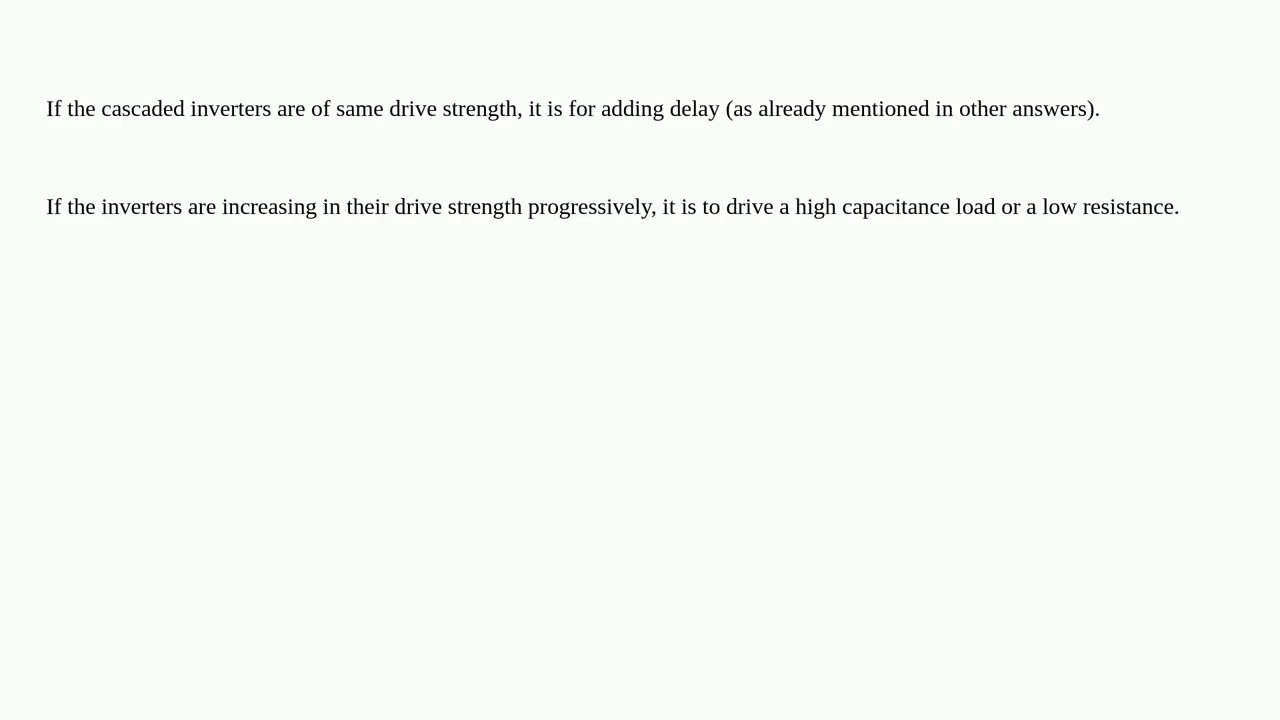 If the cascaded inverters are of same drive strength, it is for adding delay (as already mentioned in other answers).
If the inverters are increasing in their drive strength progressively, it is to drive a high capacitance load or a low resistance.